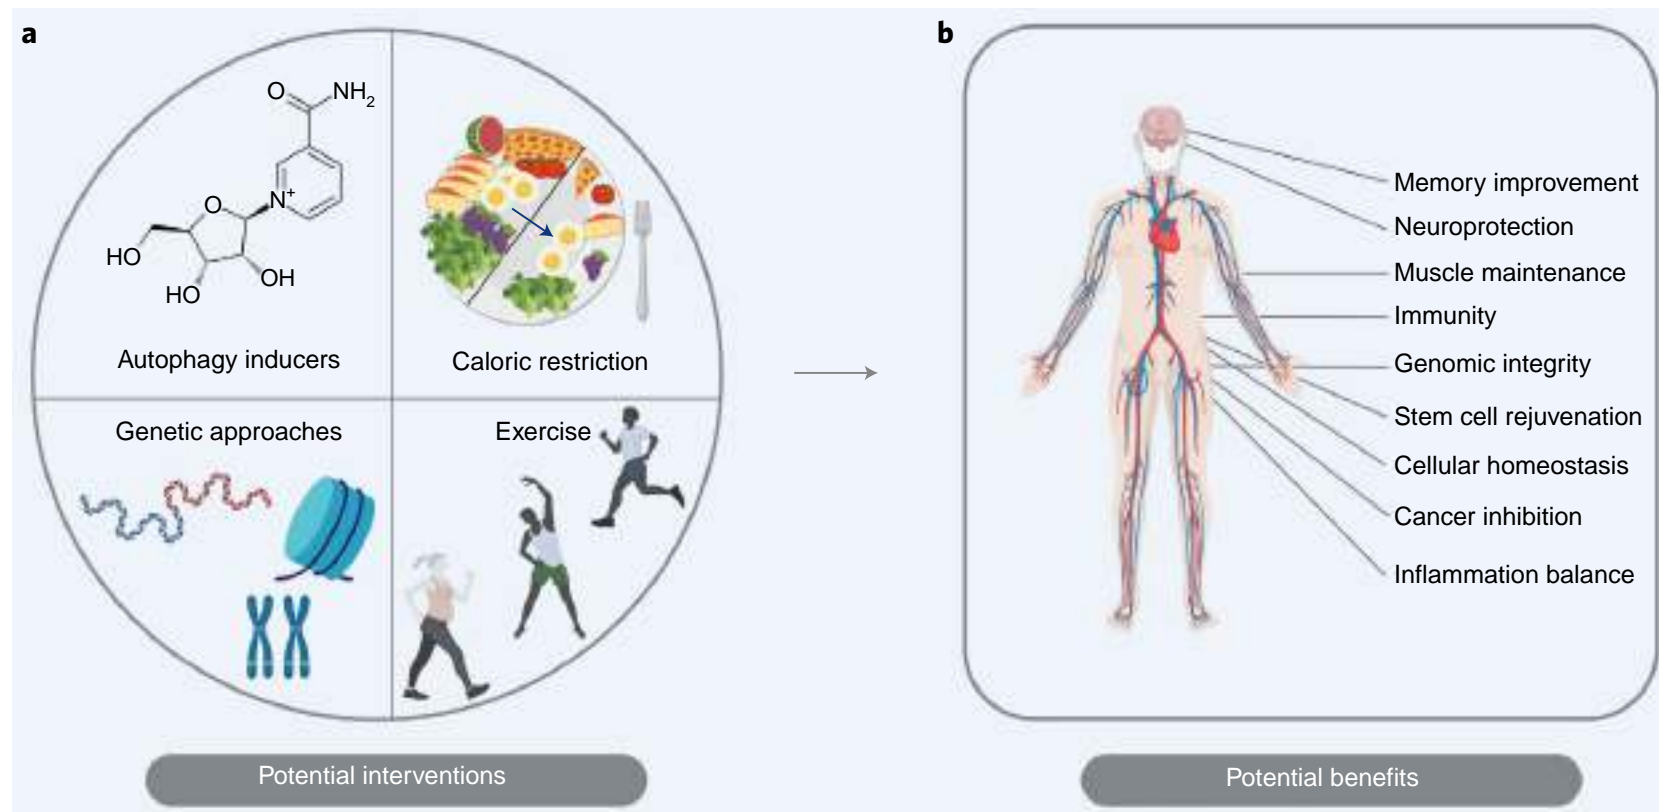 a
O
NH2
N+
O
HO
HO
OH
Autophagy inducers
Caloric restriction
Genetic approaches
Exercise
Potential interventions
b
Memory improvement
Neuroprotection
Muscle maintenance
Immunity
Genomic integrity
Stem cell rejuvenation
Cellular homeostasis
Cancer inhibition
Inflammation balance
Potential benefits